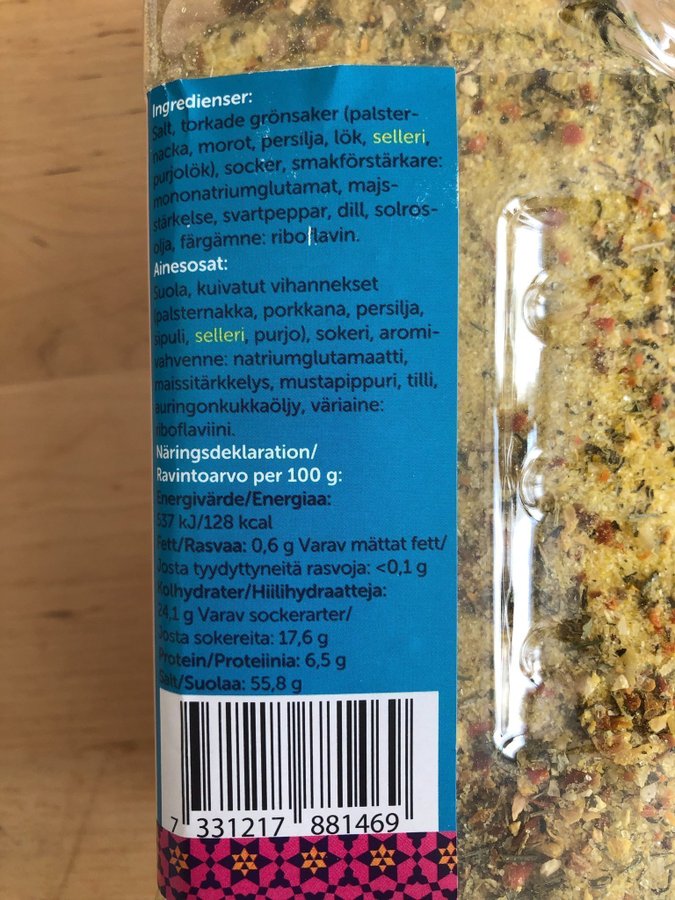 Ingredienser:
Salt, torkade grönsaker (palster-
nacka, morot, persilja, lök, selleri,
purjolök), socker, smakförstärkare:
mononatriumglutamat, majs-
stärkelse, svartpeppar, dill, solros-
olja, färgämne: riboflavin.
Ainesosat:
Suola, kuivatut vihannekset
(palsternakka, porkkana, persilja,
sipuli, selleri, purjo), sokeri, aromi-
vahvenne: natriumglutamaatti,
maissitärkkelys, mustapippuri, tilli,
auringonkukkaöljy, väriaine:
riboflaviini.
Näringsdeklaration/
Ravintoarvo per 100 g:
Energivärde/Energiaa:
537 kJ/128 kcal
Fett/Rasvaa: 0,6 g Varav mättat fett/
Josta tyydyttyneitä rasvoja: <0,1 g
Kolhydrater/Hiilihydraatteja:
24,1 g Varav sockerarter/
Josta sokereita: 17,6 g
Protein/Proteiinia: 6,5 g
Salt/Suolaa: 55,8 g
7 331217 881469